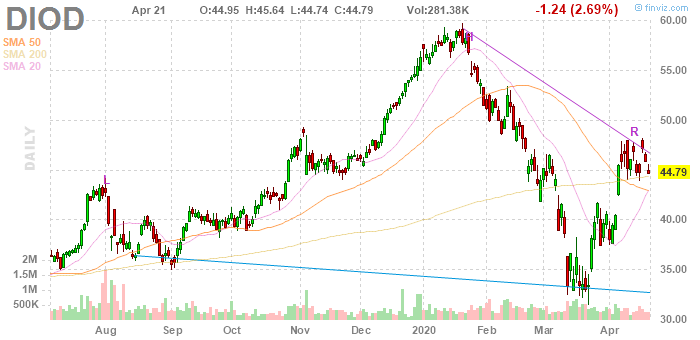 DIOD Apr 21 O:44.95 H:45.64 L:44.74 C:44.79 Vol:281.38K -1.24 (2.69%)
© finviz.com
SMA 50
SMA 200
SMA 20
DAILY
60.00
55.00
50.00
44.79
40.00
35.00
30.00
L
H
R
2M
1.5M
1M
500K
Aug Sep Oct Nov Dec 2020 Feb Mar Apr